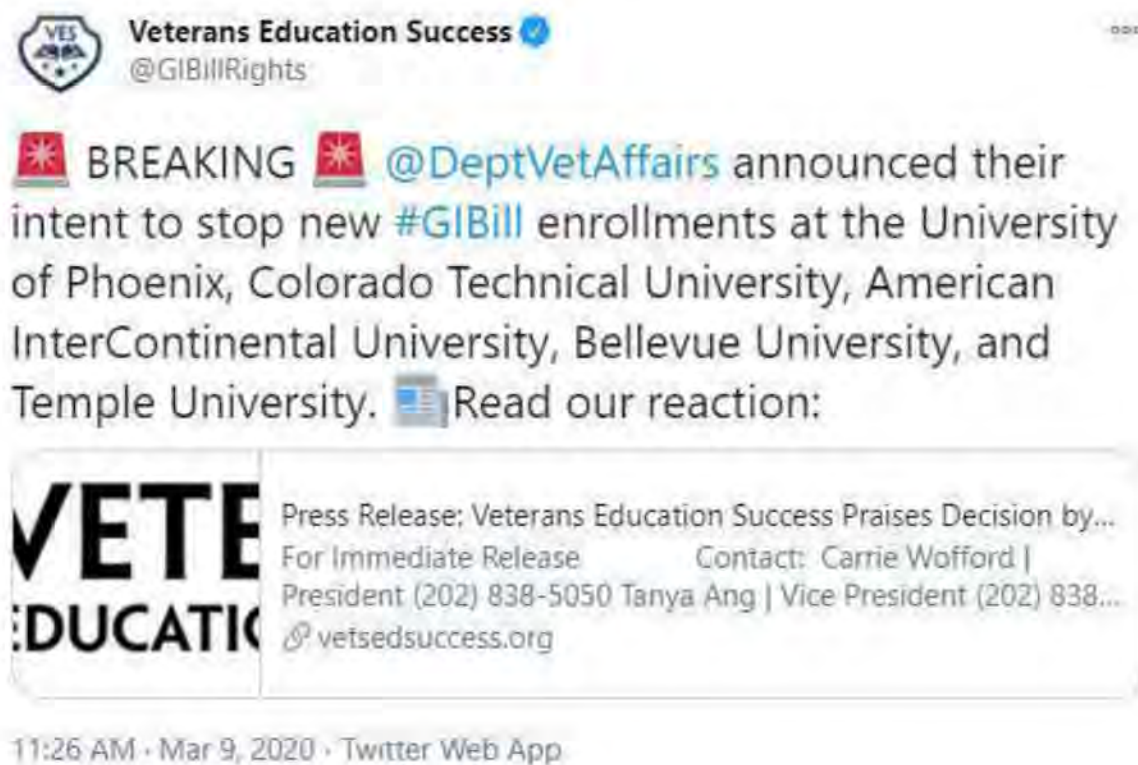 VES
Veterans Education Success
@GIBillRights
BREAKING @DeptVetAffairs announced their
intent to stop new #GIBill enrollments at the University
of Phoenix, Colorado Technical University, American
InterContinental University, Bellevue University, and
Temple University. Read our reaction:
VETE
EDUCATI
Press Release: Veterans Education Success Praises Decision by...
For Immediate Release Contact: Carrie Wofford |
President (202) 838-5050 Tanya Ang | Vice President (202) 838...
vetsedsuccess.org
11:26 AM · Mar 9, 2020 · Twitter Web App